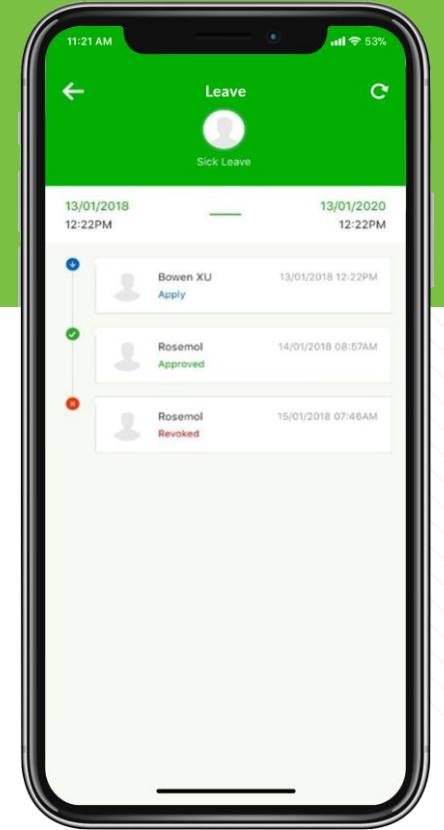 11:21 AM 53%
Leave
Sick Leave
13/01/2018 13/01/2020
12:22PM 12:22PM
Bowen XU 13/01/2018 12:22PM
Apply
Rosemol 14/01/2018 08:57AM
Approved
Rosemol 15/01/2018 07:46AM
Revoked